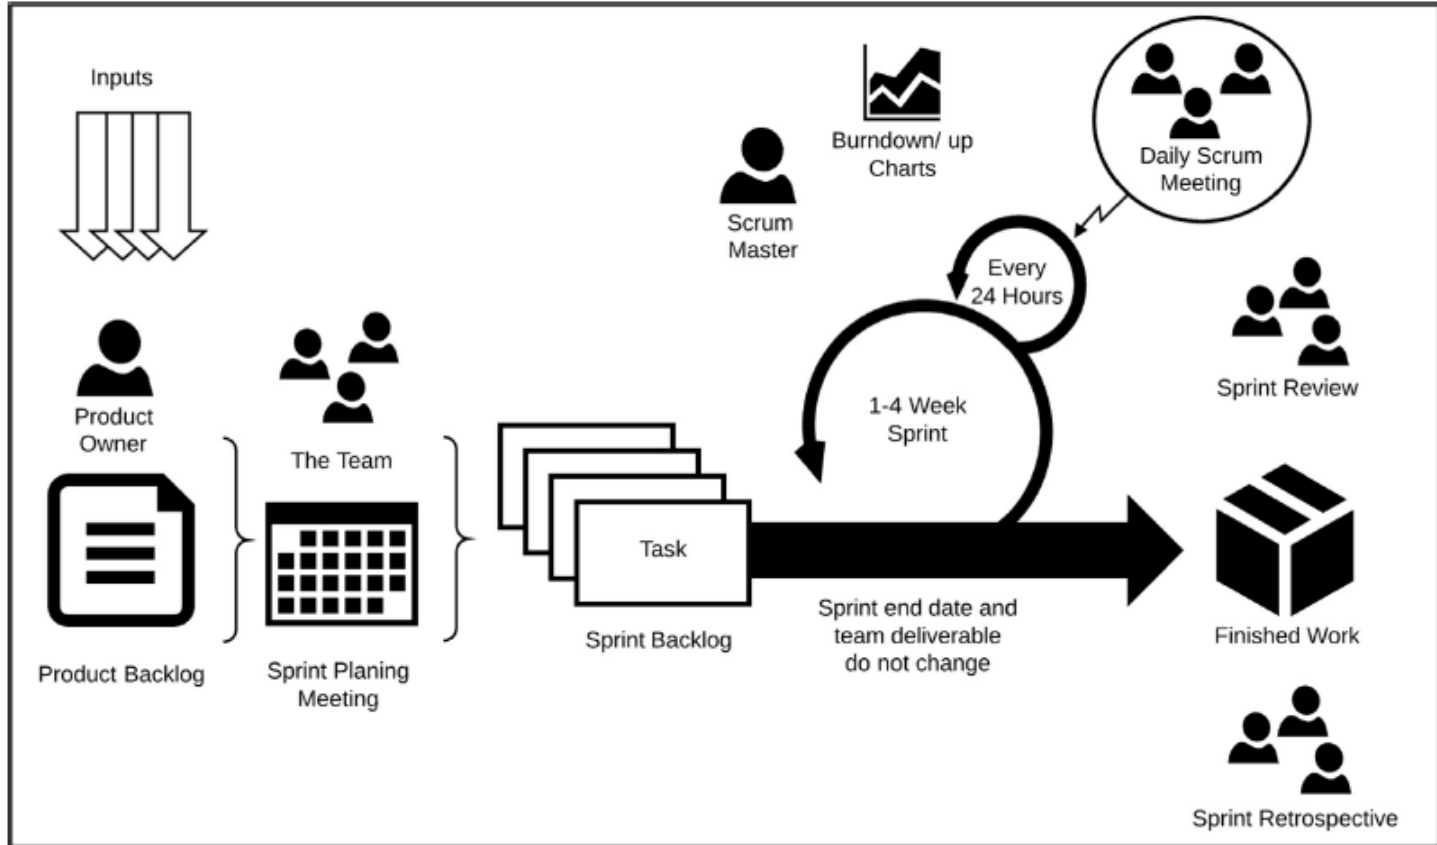 Inputs
Product
Owner
Product Backlog
The Team
Sprint Planing
Meeting
Task
Sprint Backlog
Scrum
Master
Burndown/ up
Charts
Daily Scrum
Meeting
Every
24 Hours
1-4 Week
Sprint
Sprint end date and
team deliverable
do not change
Sprint Review
Finished Work
Sprint Retrospective